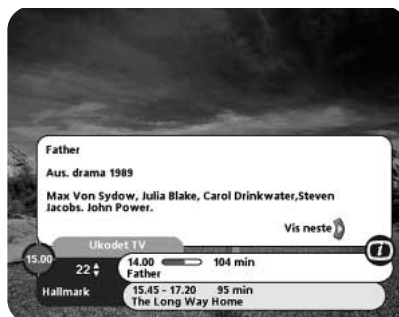 Father
Aus. drama 1989
Max Von Sydow, Julia Blake, Carol Drinkwater,Steven
Jacobs. John Power.
Vis neste
Ukodet TV
i
15.00
22
14.00 104 min
Father
Hallmark
15.45 - 17.20 95 min
The Long Way Home